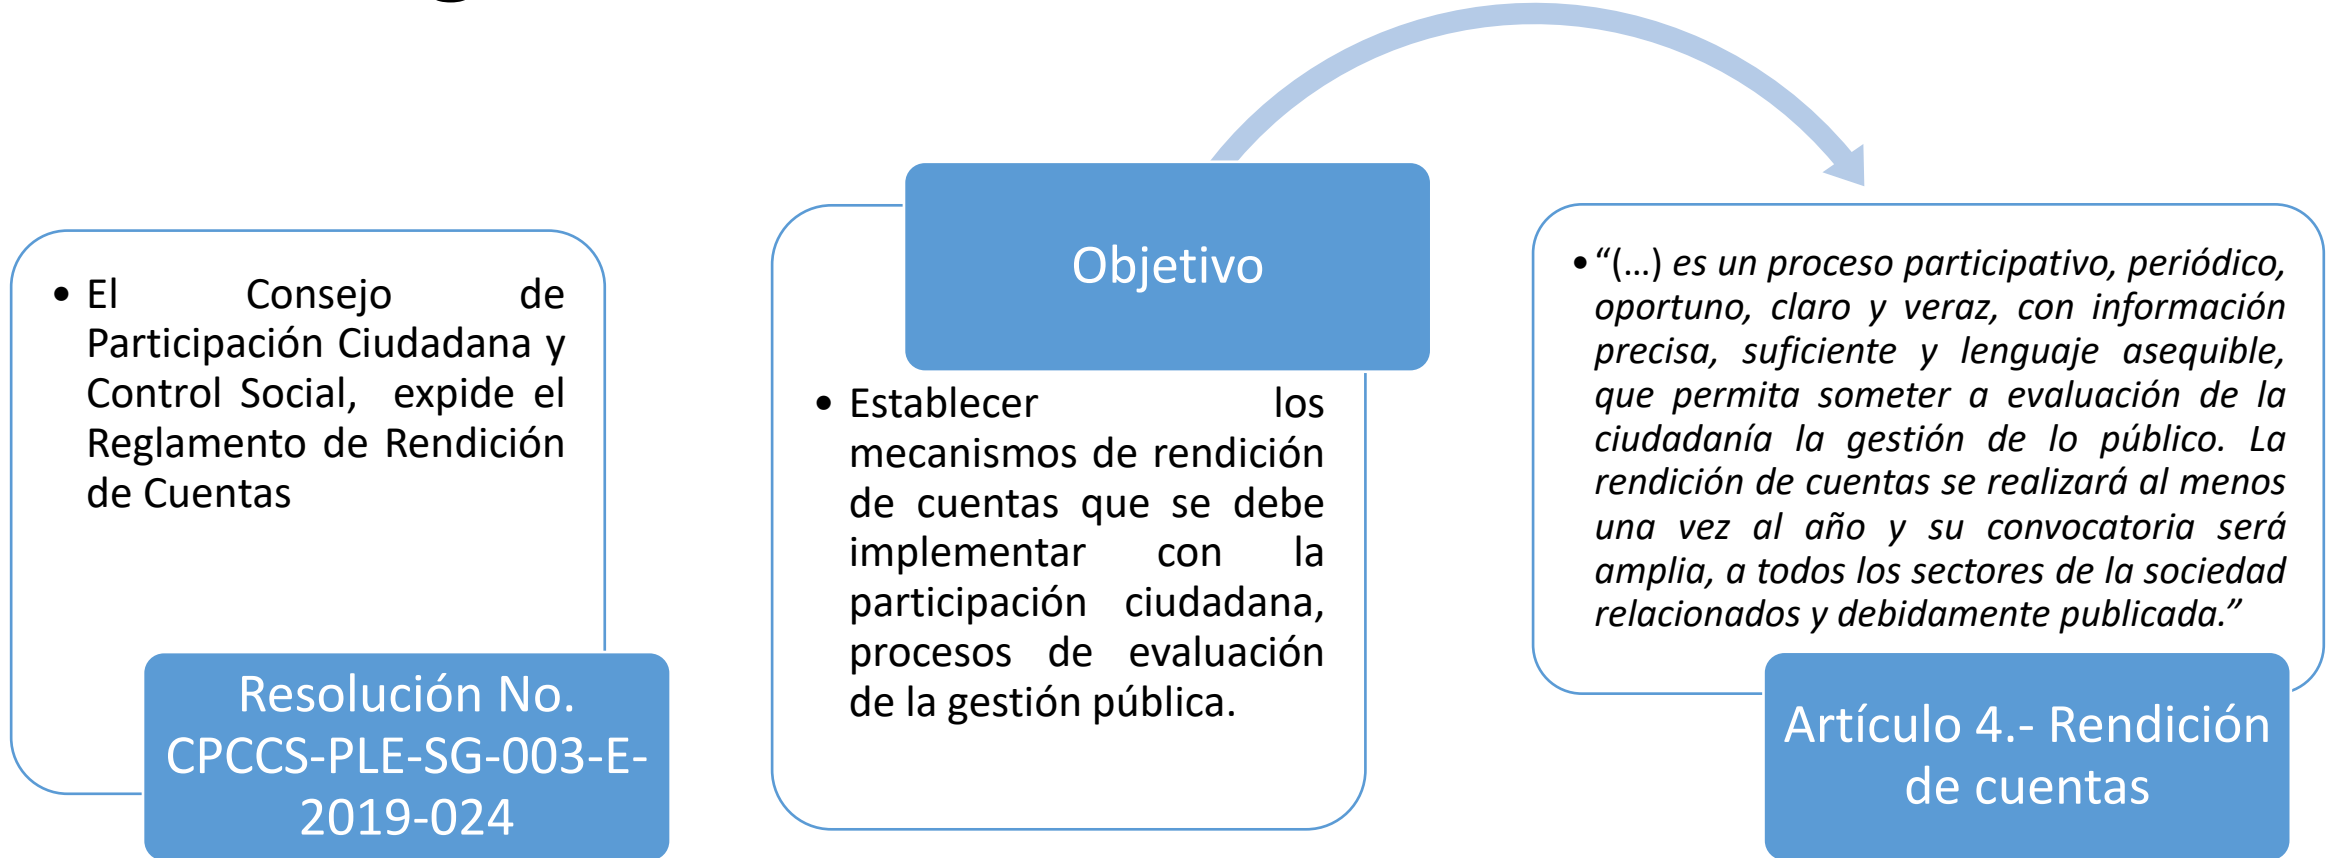 • El Consejo de
Participación Ciudadana y
Control Social, expide el
Reglamento de Rendición
de Cuentas
Resolución No.
CPCCS-PLE-SG-003-E-
2019-024
Objetivo
• Establecer los
mecanismos de rendición
de cuentas que se debe
implementar con la
participación ciudadana,
procesos de evaluación
de la gestión pública.
• “(…) es un proceso participativo, periódico,
oportuno, claro y veraz, con información
precisa, suficiente y lenguaje asequible,
que permita someter a evaluación de la
ciudadanía la gestión de lo público. La
rendición de cuentas se realizará al menos
una vez al año y su convocatoria será
amplia, a todos los sectores de la sociedad
relacionados y debidamente publicada.”
Artículo 4.- Rendición
de cuentas